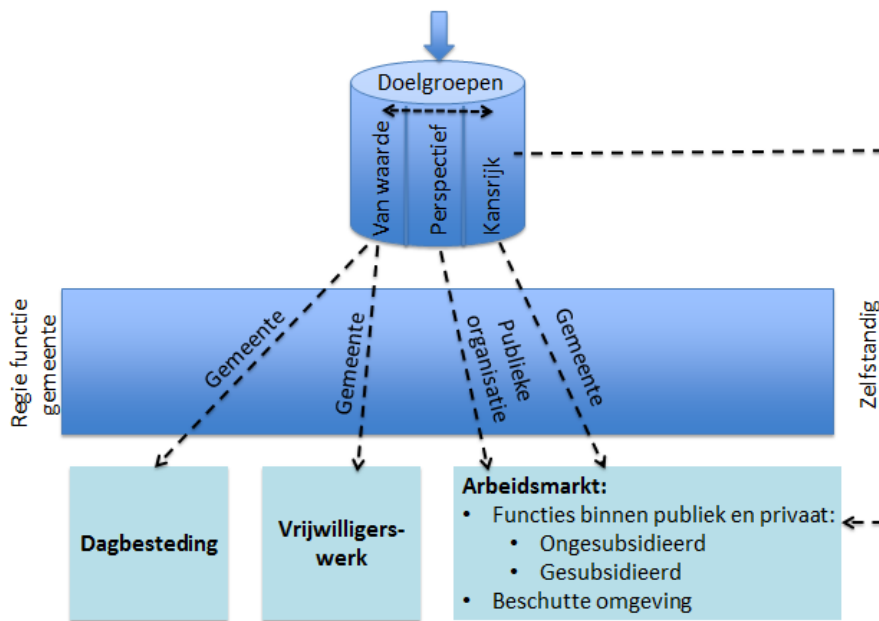 Doelgroepen
Van waarde
Perspectief
Kansrijk
Regie functie
gemeente
Gemeente
Gemeente
Publieke
organisatie
Gemeente
Zelfstandig
Dagbesteding
Vrijwilligers-
werk
Arbeidsmarkt:
• Functies binnen publiek en privaat:
• Ongesubsidieerd
• Gesubsidieerd
• Beschutte omgeving